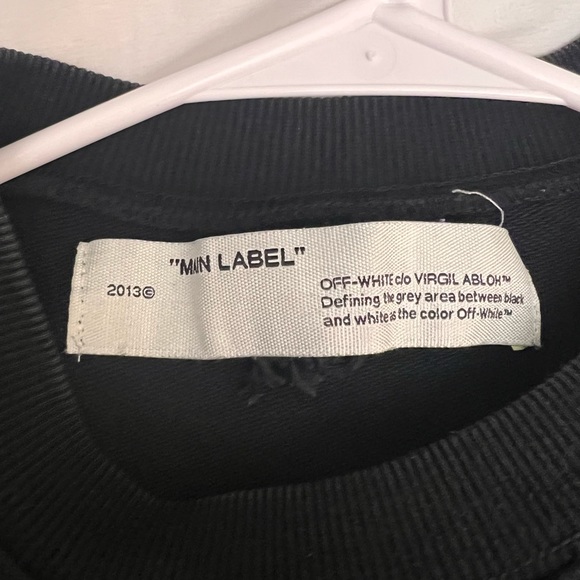 "MAIN LABEL"
2013©
OFF-WHITE c/o VIRGIL ABLOH™
Defining the grey area between black
and white as the color Off-White™